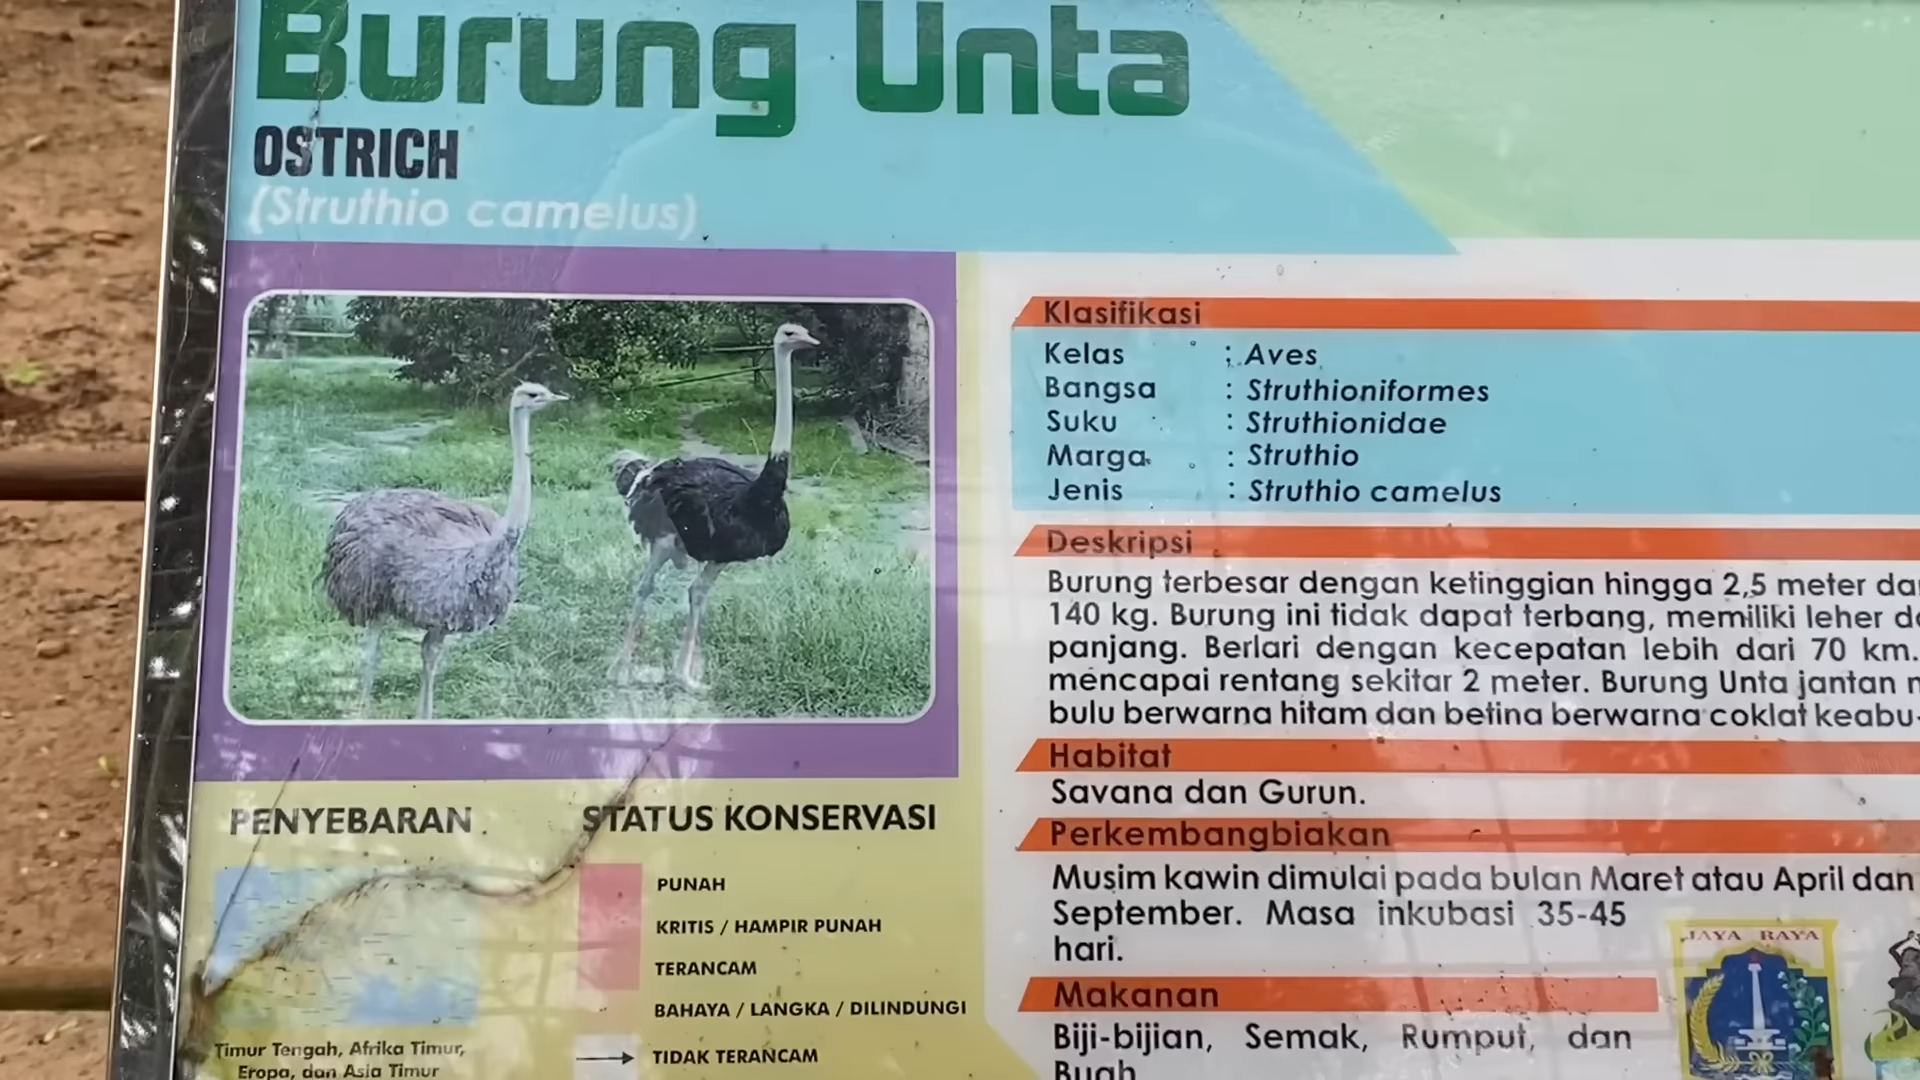 Burung Unta
OSTRICH
(Struthio camelus)
Klasifikasi
Kelas : Aves
Bangsa : Struthioniformes
Suku : Struthionidae
Marga : Struthio
Jenis : Struthio camelus
Deskripsi
Burung terbesar dengan ketinggian hingga 2,5 meter
140 kg. Burung ini tidak dapat terbang, memiliki leher
panjang. Berlari dengan kecepatan lebih dari 70 km.
mencapai rentang sekitar 2 meter. Burung Unta jantan
bulu berwarna hitam dan betina berwarna coklat keabu-
Habitat
Savana dan Gurun.
Perkembangbiakan
Musim kawin dimulai pada bulan Maret atau April dan
September. Masa inkubasi 35-45
hari.
Makanan
Biji-bijian, Semak, Rumput, dan
Buah
PENYEBARAN
Timur Tengah, Afrika Timur,
Eropa, dan Asia Timur
STATUS KONSERVASI
PUNAH
KRITIS / HAMPIR PUNAH
TERANCAM
BAHAYA / LANGKA / DILINDUNGI
TIDAK TERANCAM
JAYA RAYA